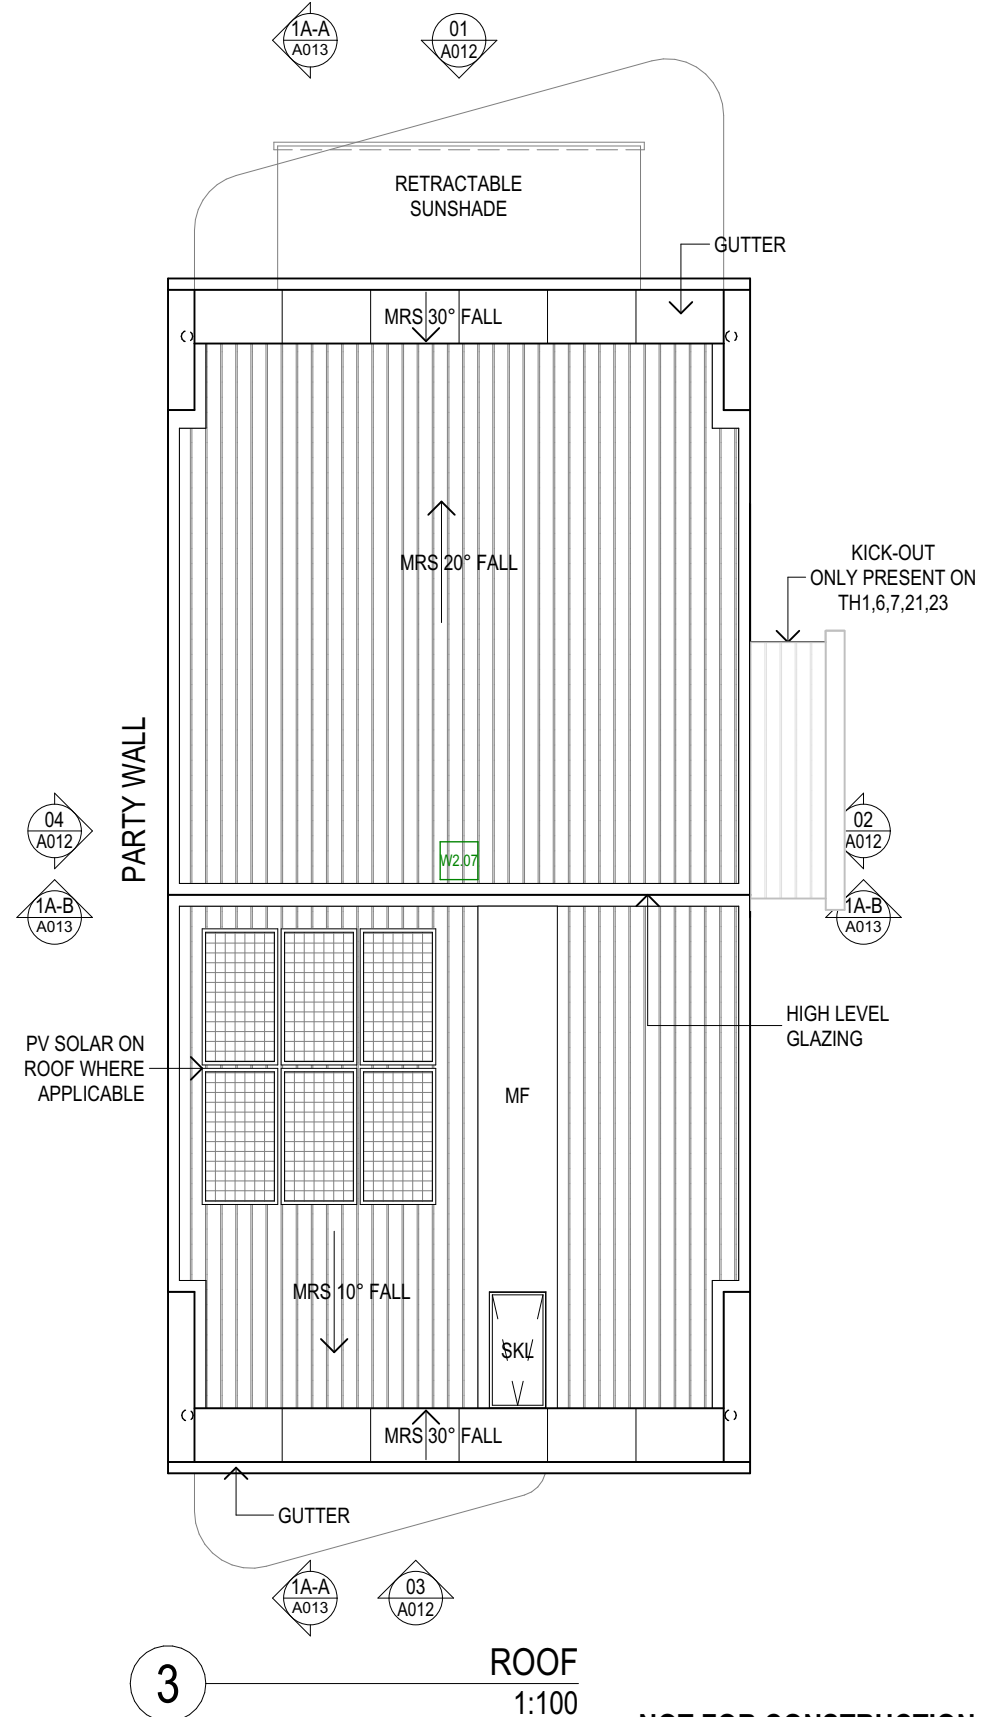 1A-A
A013
01
A012
RETRACTABLE
SUNSHADE
GUTTER
MRS 30° FALL
MRS 20° FALL
KICK-OUT
ONLY PRESENT ON
TH1,6,7,21,23
PARTY WALL
04
A012
02
A012
W2.07
1A-B
A013
1A-B
A013
HIGH LEVEL
GLAZING
PV SOLAR ON
ROOF WHERE
APPLICABLE
MF
MRS 10° FALL
SKL
MRS 30° FALL
GUTTER
1A-A
A013
03
A012
3
ROOF
1:100
NOT FOR CONSTRUCTION